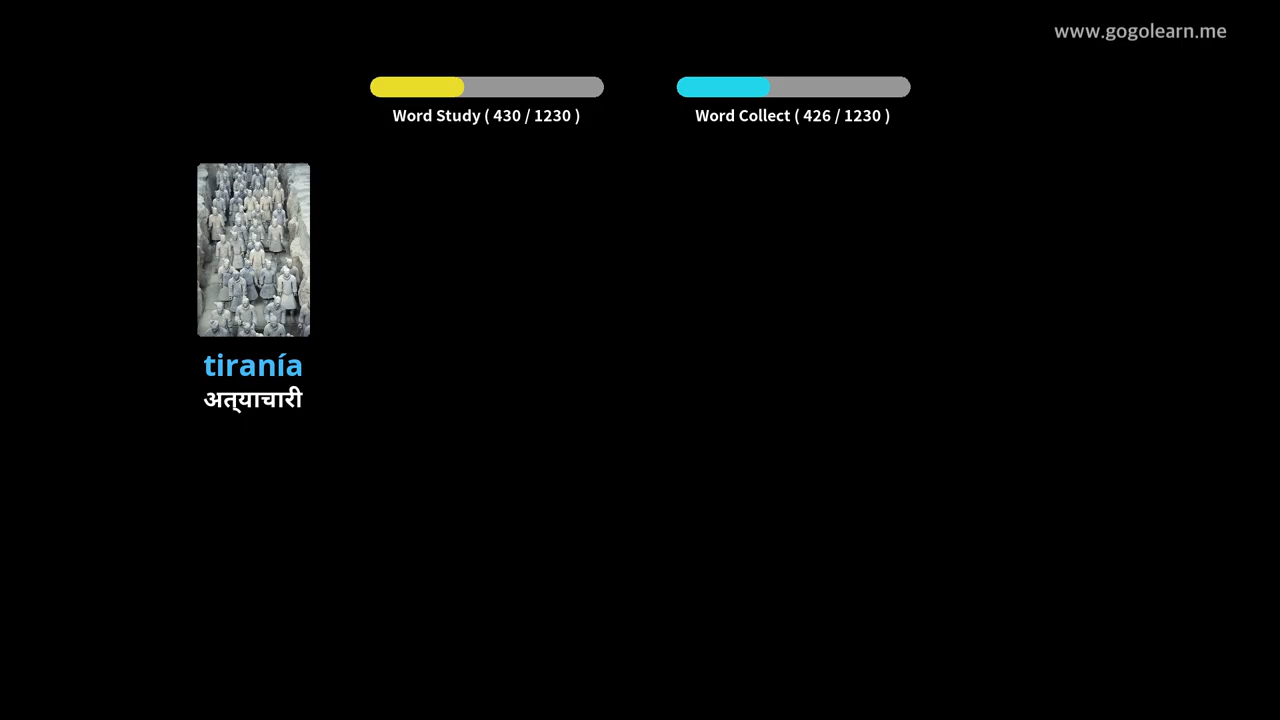 www.gogolearn.me
Word Study ( 430 / 1230 )
Word Collect ( 426 / 1230 )
tiranía
अत्याचारी